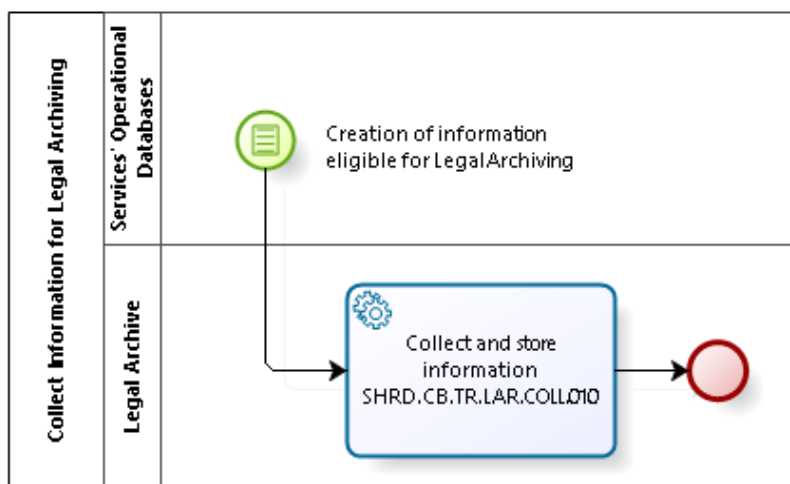 Collect Information for Legal Archiving
Services' Operational
Databases
Creation of information
eligible for Legal Archiving
Legal Archive
Collect and store
information
SHRD.CB.TR.LAR.COLL.010